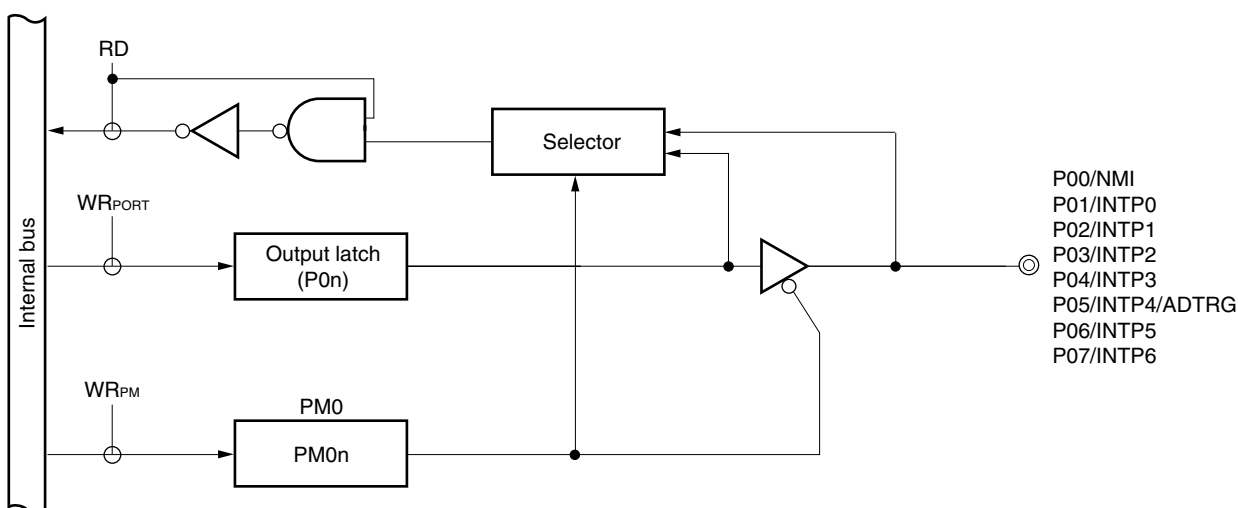 RD
Selector
WRPORT
Output latch
(P0n)
Internal bus
WRPM
PM0
PM0n
P00/NMI
P01/INTP0
P02/INTP1
P03/INTP2
P04/INTP3
P05/INTP4/ADTRG
P06/INTP5
P07/INTP6